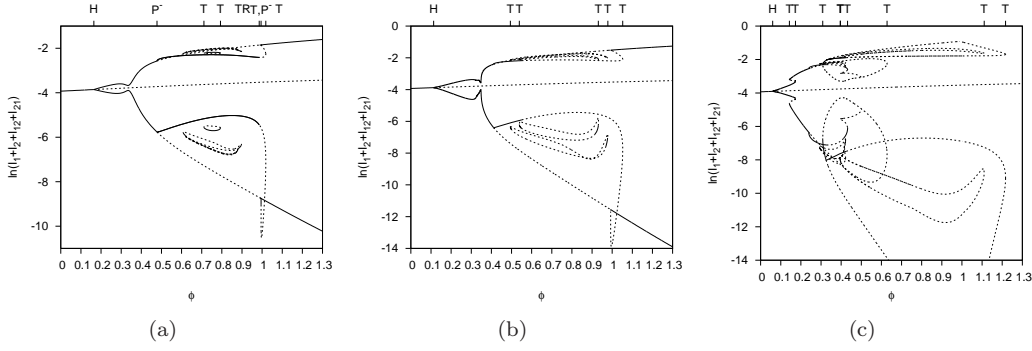 H P⁻ T T TR T,P⁻ T
-2
-4
-6
-8
-10
ln(I₁+I₂+I₁₂+I₂₁)
0 0.1 0.2 0.3 0.4 0.5 0.6 0.7 0.8 0.9 1 1.1 1.2 1.3
ϕ
(a)
H TT T T T
0
-2
-4
-6
-8
-10
-12
-14
ln(I₁+I₂+I₁₂+I₂₁)
0 0.1 0.2 0.3 0.4 0.5 0.6 0.7 0.8 0.9 1 1.1 1.2 1.3
ϕ
(b)
H TT T T T T T
0
-2
-4
-6
-8
-10
-12
-14
ln(I₁+I₂+I₁₂+I₂₁)
0 0.1 0.2 0.3 0.4 0.5 0.6 0.7 0.8 0.9 1 1.1 1.2 1.3
ϕ
(c)